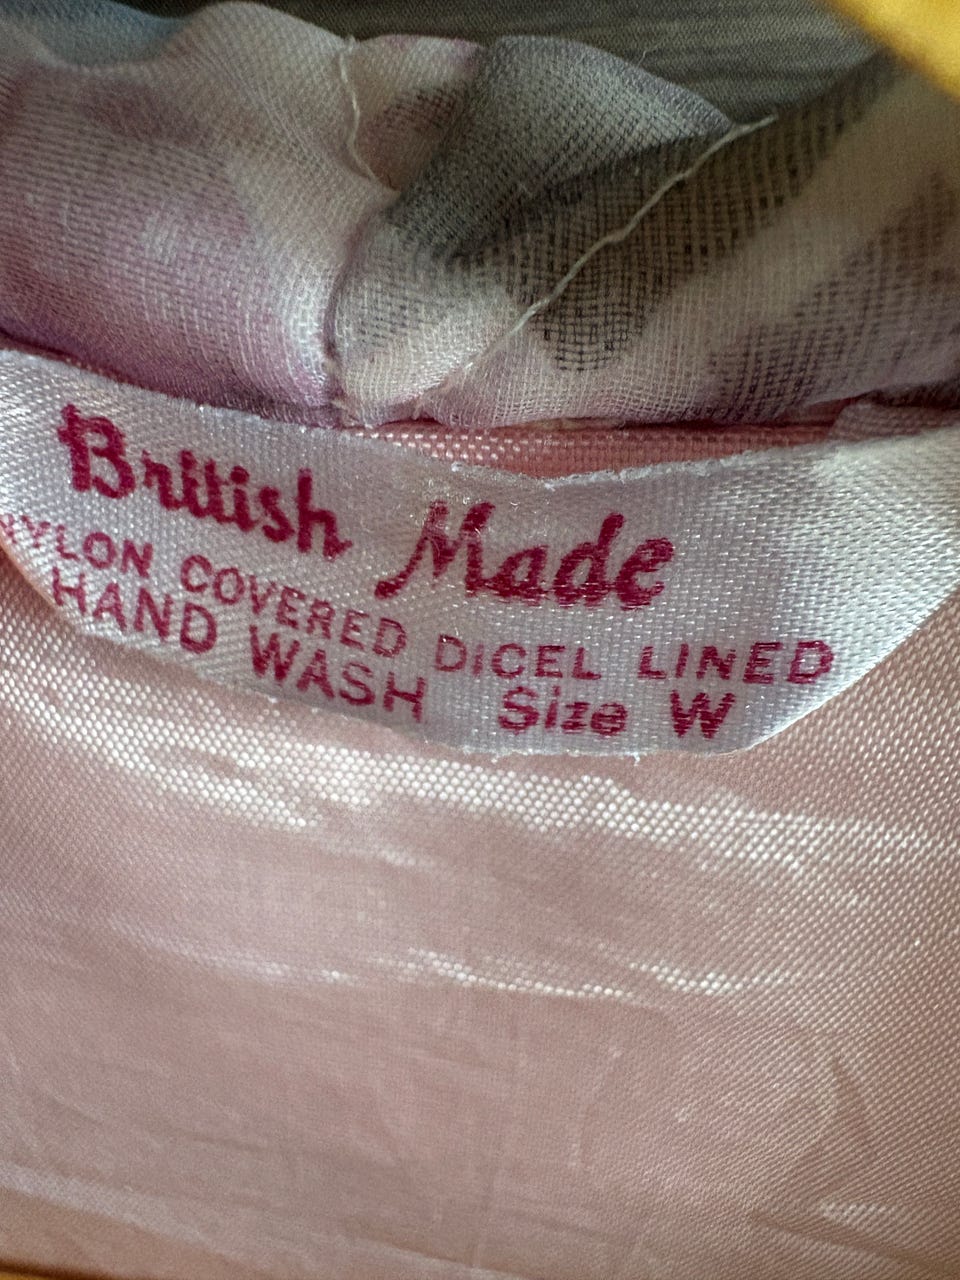 British Made
NYLON COVERED DICEL LINED
HAND WASH Size W